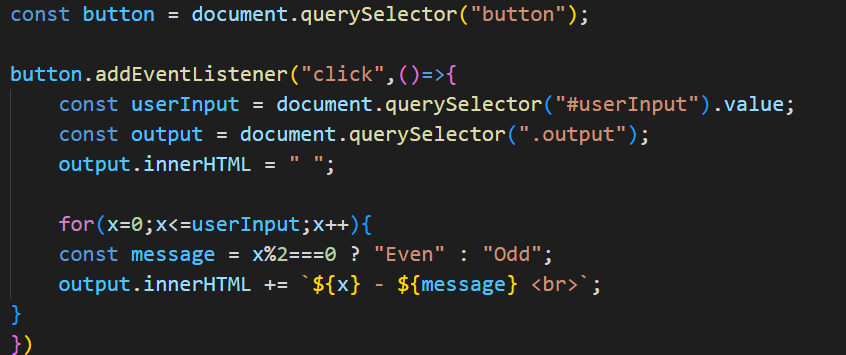 const button = document.querySelector("button");
button.addEventListener("click",()=>{
    const userInput = document.querySelector("#userInput").value;
    const output = document.querySelector(".output");
    output.innerHTML = " ";
    for(x=0;x<=userInput;x++){
    const message = x%2===0 ? "Even" : "Odd";
    output.innerHTML += `${x} - ${message} <br>`;
}
})